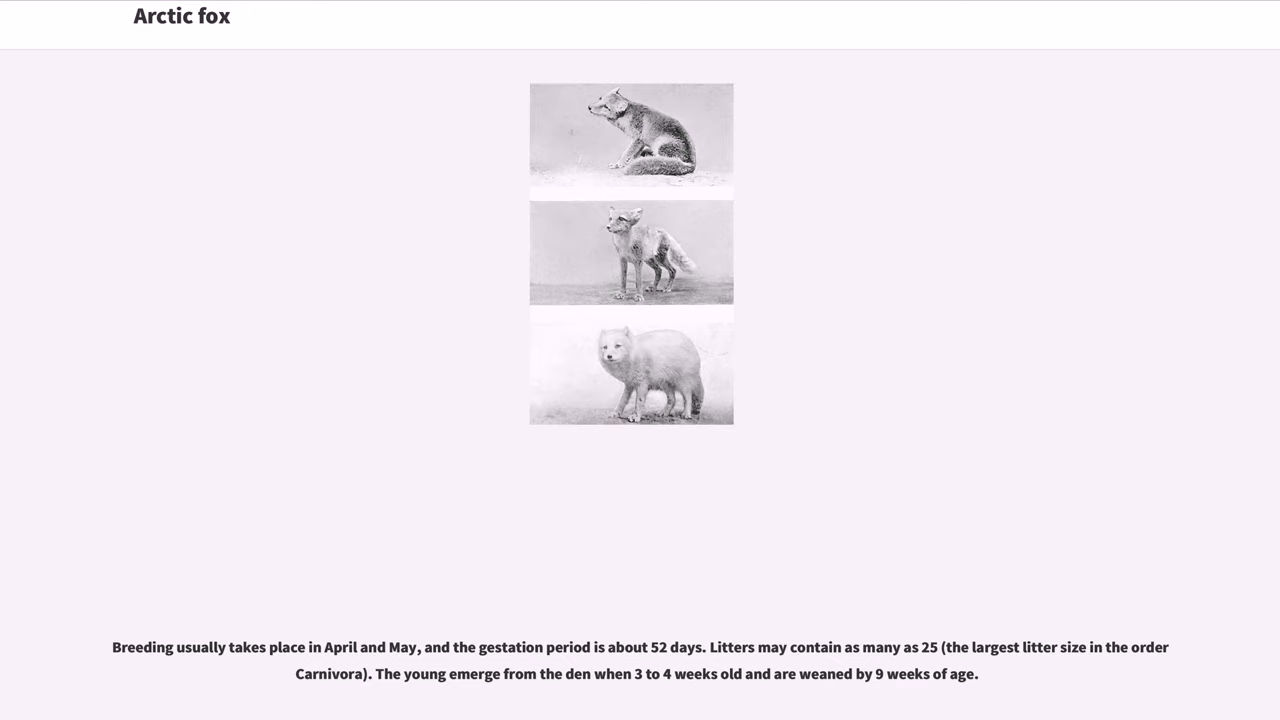 Arctic fox
Breeding usually takes place in April and May, and the gestation period is about 52 days. Litters may contain as many as 25 (the largest litter size in the order
Carnivora). The young emerge from the den when 3 to 4 weeks old and are weaned by 9 weeks of age.